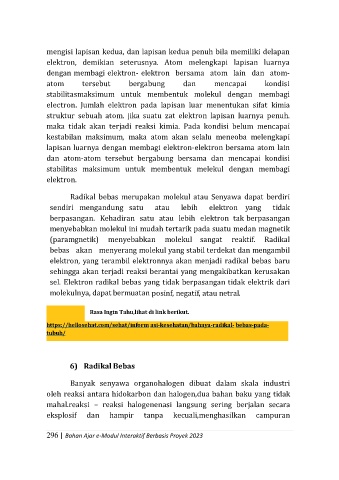 mengisi lapisan kedua, dan lapisan kedua penuh bila memiliki delapan
elektron, demikian seterusnya. Atom melengkapi lapisan luarnya
dengan membagi elektron- elektron bersama atom lain dan atom-
atom tersebut bergabung dan mencapai kondisi
stabilitasmaksimum untuk membentuk molekul dengan membagi
electron. Jumlah elektron pada lapisan luar menentukan sifat kimia
struktur sebuah atom. jika suatu zat elektron lapisan luarnya penuh.
maka tidak akan terjadi reaksi kimia. Pada kondisi belum mencapai
kestabilan maksimum, maka atom akan selalu meneoba melengkapi
lapisan luarnya dengan membagi elektron-elektiron bersama atom lain
dan atom-atom tersebut bergabung bersama dan mencapai kondisi
stabilitas maksimum untuk membentuk melekul dengan membagi
elektron.
Radikal bebas merupakan molekul atau Senyawa dapat berdiri
sendiri mengandung satu atau lebih elektron yang tidak
berpasangan. Kehadiran satu atau lebih elektron tak berpasangan
menyebabkan molekul ini mudah tertarik pada suatu medan magnetik
(paramgnetik) menyebabkan molekul sangat reaktif. Radikal
bebas akan menyerang molekul yang stabil terdekat dan mengambil
elektron, yang terambil elektronnya akan menjadi radikal bebas baru
sehingga akan terjadi reaksi berantai yang mengakibatkan kerusakan
sel. Elektron radikal bebas yang tidak berpasangan tidak elektrik dari
molekulnya, dapat bermuatan posinf, negatif, atau netral.
Rasa Ingin Tahu,lihat di link berikut.
https://hellosehat.com/sehat/inform asi-kesehatan/bahaya-radikal- bebas-pada-
tubuh/
6) Radikal Bebas
Banyak senyawa organohalogen dibuat dalam skala industri
oleh reaksi antara hidokarbon dan halogen,dua bahan baku yang tidak
mahal.reaksi – reaksi halogenenasi langsung sering berjalan secara
eksplosif dan hampir tanpa kecuali,menghasilkan campuran
296 | Bahan Ajar e-Modul Interaktif Berbasis Proyek 2023